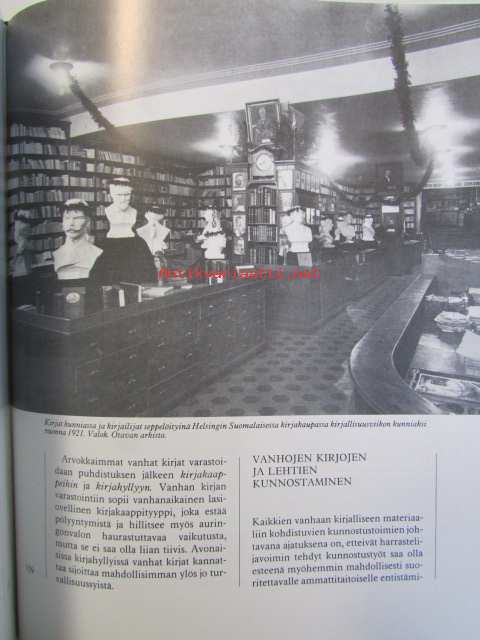 Antikvariaatti.net
Kirjat kunniassa ja kirjailijat seppelöityinä Helsingin Suomalaisessa kirjakaupassa kirjallisuusviikon kunniaksi
vuonna 1921. Valok. Otavan arkisto.
Arvokkaimmat vanhat kirjat varastoi-
daan puhdistuksen jälkeen kirjakaap-
peihin ja kirjahyllyyn. Vanhan kirjan
varastointiin sopii vanhanaikainen lasi-
ovellinen kirjakaappityyppi, joka estää
pölyyntymistä ja hillitsee myös aurin-
gonvalon haurastuttavaa vaikutusta,
mutta se ei saa olla liian tiivis. Avonai-
sissa kirjahyllyissä vanhat kirjat kannat-
taa sijoittaa mahdollisimman ylös jo tur-
vallisuussyistä.
VANHOJEN KIRJOJEN
JA LEHTIEN
KUNNOSTAMINEN
Kaikkien vanhaan kirjalliseen materiaa-
liin kohdistuvien kunnostustoimien joh-
tavana ajatuksena on, etteivät harrasteli-
javoimin tehdyt kunnostustyöt saa olla
esteenä myöhemmin mahdollisesti suo-
ritettavalle ammattitaitoiselle entistämi-